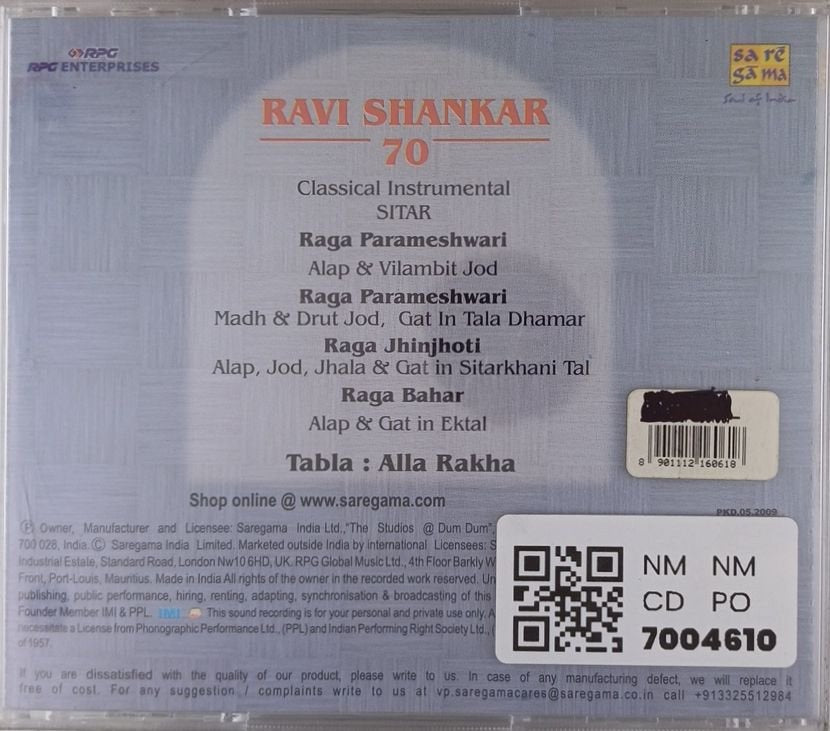 RPG
RPG ENTERPRISES
sa rē
gā ma
Soul of India
RAVI SHANKAR
70
Classical Instrumental
SITAR
Raga Parameshwari
Alap & Vilambit Jod
Raga Parameshwari
Madh & Drut Jod, Gat In Tala Dhamar
Raga Jhinjhoti
Alap, Jod, Jhala & Gat in Sitarkhani Tal
Raga Bahar
Alap & Gat in Ektal
Tabla : Alla Rakha
8 901112 160618
Shop online @ www.saregama.com
PKD.05.2009
Ⓟ Owner, Manufacturer and Licensee: Saregama India Ltd.,"The Studios @ Dum Dum",
700 028, India. Ⓒ Saregama India Limited. Marketed outside India by international Licensees: S
Industrial Estate, Standard Road, London Nw10 6HD, UK. RPG Global Music Ltd., 4th Floor Barkly W
Front, Port-Louis, Mauritius. Made in India All rights of the owner in the recorded work reserved. Un
publishing, public performance, hiring, renting, adapting, synchronisation & broadcasting of this
Founder Member IMI & PPL. IMI This sound recording is for your personal and private use only. A
necessitate a License from Phonographic Performance Ltd., (PPL) and Indian Performing Right Society Ltd., (
of 1957.
NM NM
CD PO
7004610
If you are dissatisfied with the quality of our product, please write to us. In case of any manufacturing defect, we will replace it
free of cost. For any suggestion / complaints write to us at vp.saregamacares@saregama.co.in call +913325512984